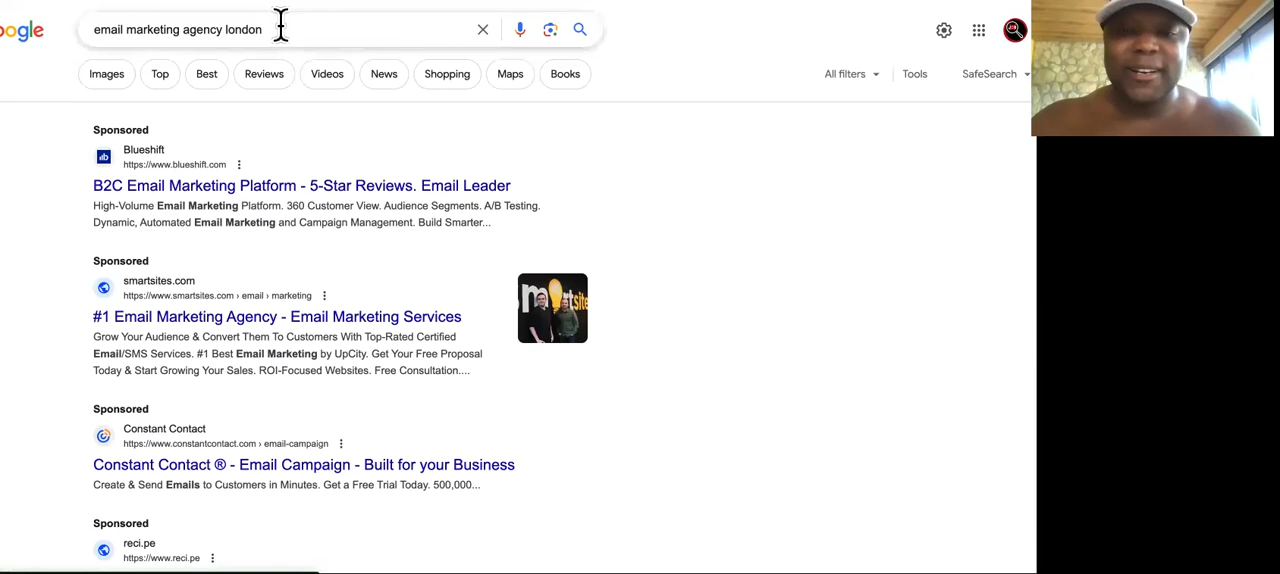 oogle
email marketing agency london
Images Top Best Reviews Videos News Shopping Maps Books All filters Tools SafeSearch
Sponsored
Blueshift
https://www.blueshift.com
B2C Email Marketing Platform - 5-Star Reviews. Email Leader
High-Volume Email Marketing Platform. 360 Customer View. Audience Segments. A/B Testing.
Dynamic, Automated Email Marketing and Campaign Management. Build Smarter...
Sponsored
smartsites.com
https://www.smartsites.com › email › marketing
#1 Email Marketing Agency - Email Marketing Services
Grow Your Audience & Convert Them To Customers With Top-Rated Certified
Email/SMS Services. #1 Best Email Marketing by UpCity. Get Your Free Proposal
Today & Start Growing Your Sales. ROI-Focused Websites. Free Consultation....
Sponsored
Constant Contact
https://www.constantcontact.com › email-campaign
Constant Contact ® - Email Campaign - Built for your Business
Create & Send Emails to Customers in Minutes. Get a Free Trial Today. 500,000...
Sponsored
reci.pe
https://www.reci.pe